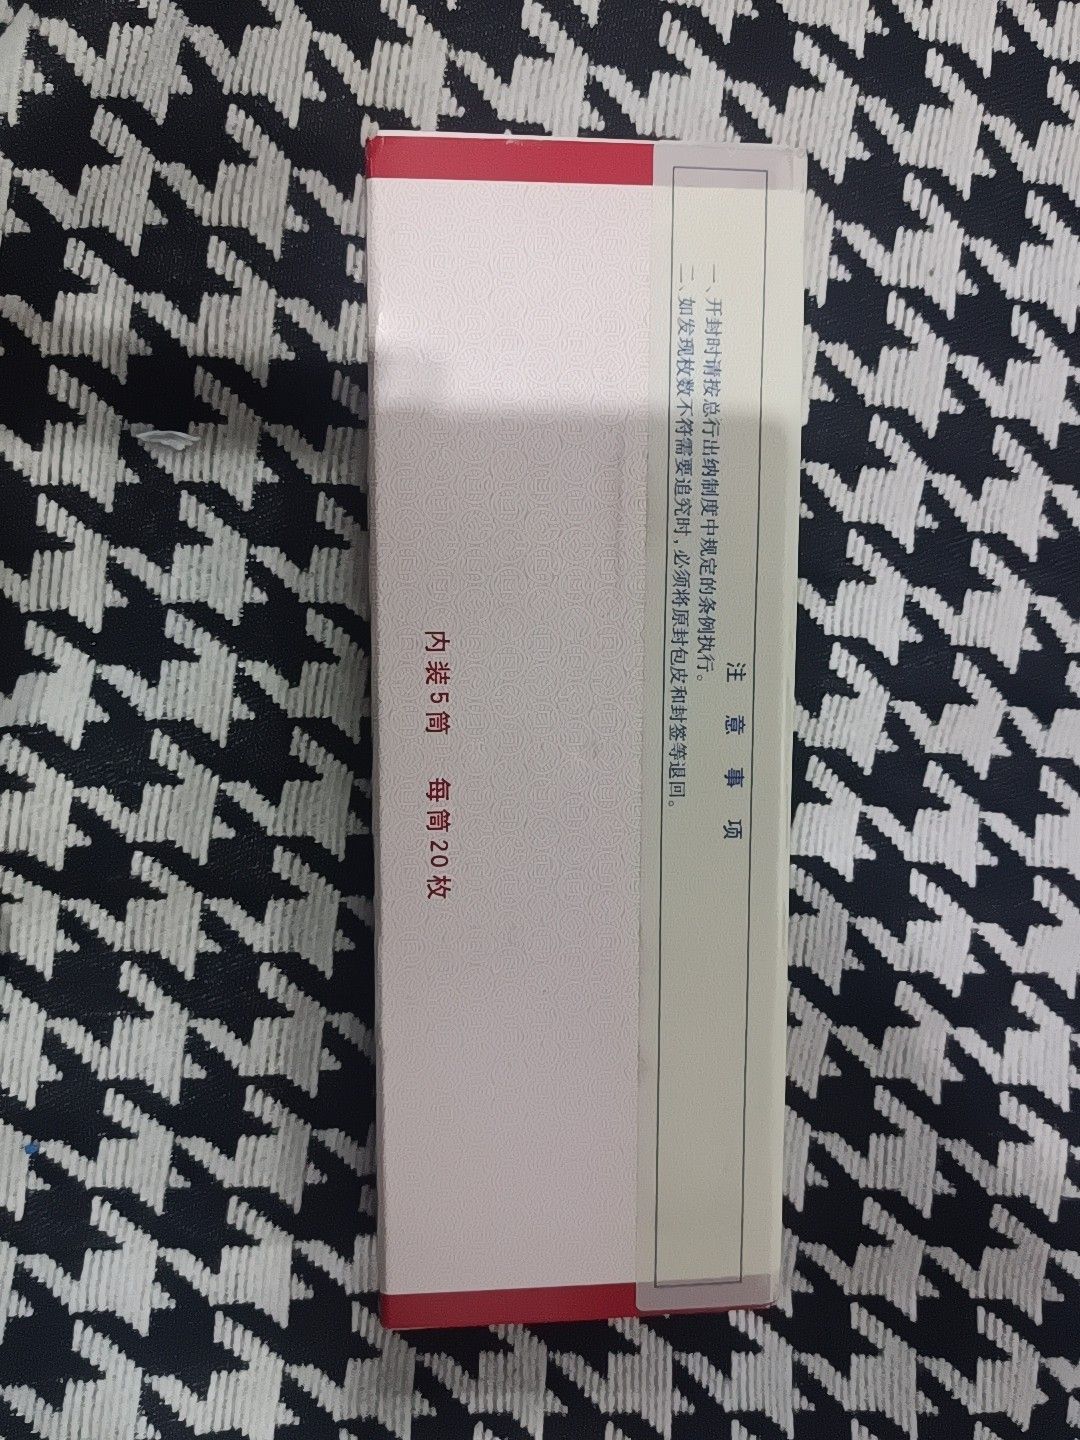 注意事项
一、开封时请按总行出纳制度中规定的条例执行。
二、如发现枚数不符需要追究时,必须将原封包皮和封签等退回。
内装5筒 每筒20枚